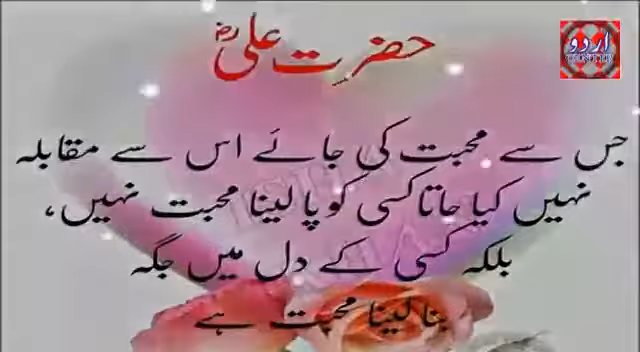 حضرت علیؓ
اردو
جس سے محبت کی جائے اس سے مقابلہ
نہیں کیا جاتا کسی کو پا لینا محبت نہیں،
بلکہ کسی کے دل میں جگہ
بنا لینا محبت ہے